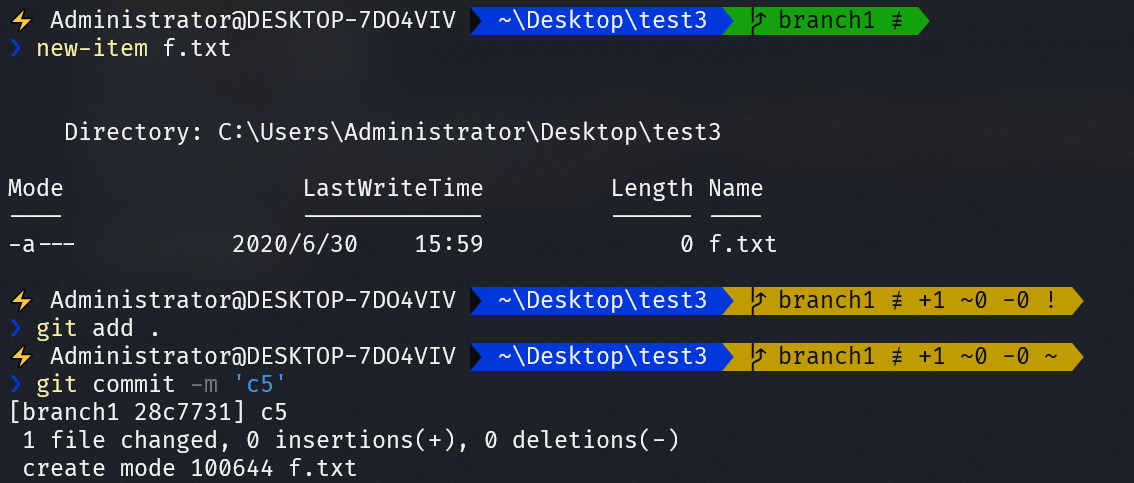 ⚡ Administrator@DESKTOP-7DO4VIV ~\Desktop\test3 branch1 ≢
❯ new-item f.txt
Directory: C:\Users\Administrator\Desktop\test3
Mode LastWriteTime Length Name
---- ------------- ------ ----
-a--- 2020/6/30 15:59 0 f.txt
⚡ Administrator@DESKTOP-7DO4VIV ~\Desktop\test3 branch1 ≢ +1 ~0 -0 !
❯ git add .
⚡ Administrator@DESKTOP-7DO4VIV ~\Desktop\test3 branch1 ≢ +1 ~0 -0 ~
❯ git commit -m 'c5'
[branch1 28c7731] c5
1 file changed, 0 insertions(+), 0 deletions(-)
create mode 100644 f.txt